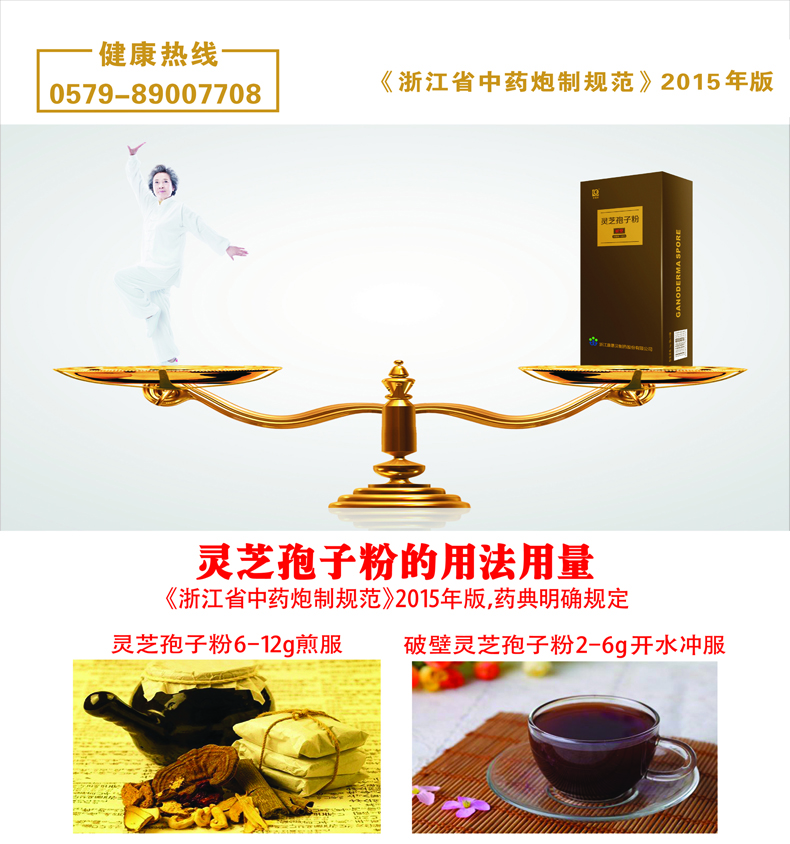 健康热线
0579-89007708
《浙江省中药炮制规范》2015年版
灵芝孢子粉
GANODERMA SPORE
灵芝孢子粉的用法用量
《浙江省中药炮制规范》2015年版,药典明确规定
灵芝孢子粉6-12g煎服
破壁灵芝孢子粉2-6g开水冲服